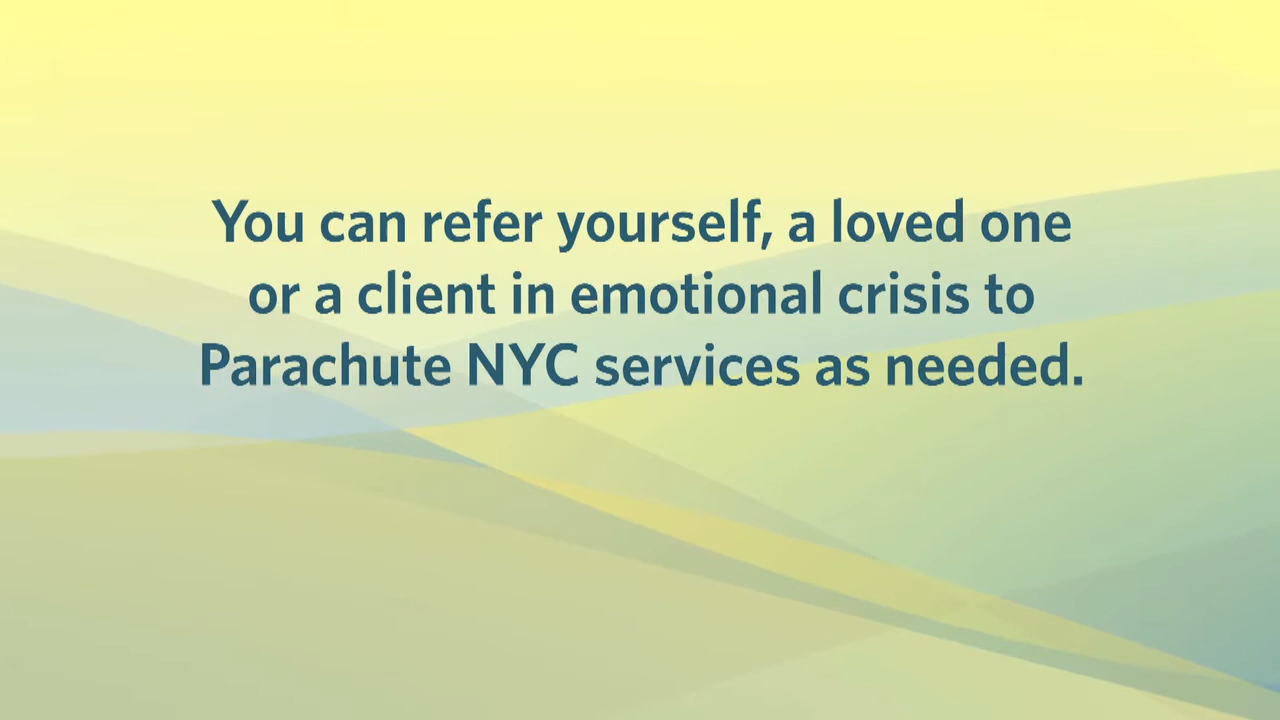 You can refer yourself, a loved one
or a client in emotional crisis to
Parachute NYC services as needed.